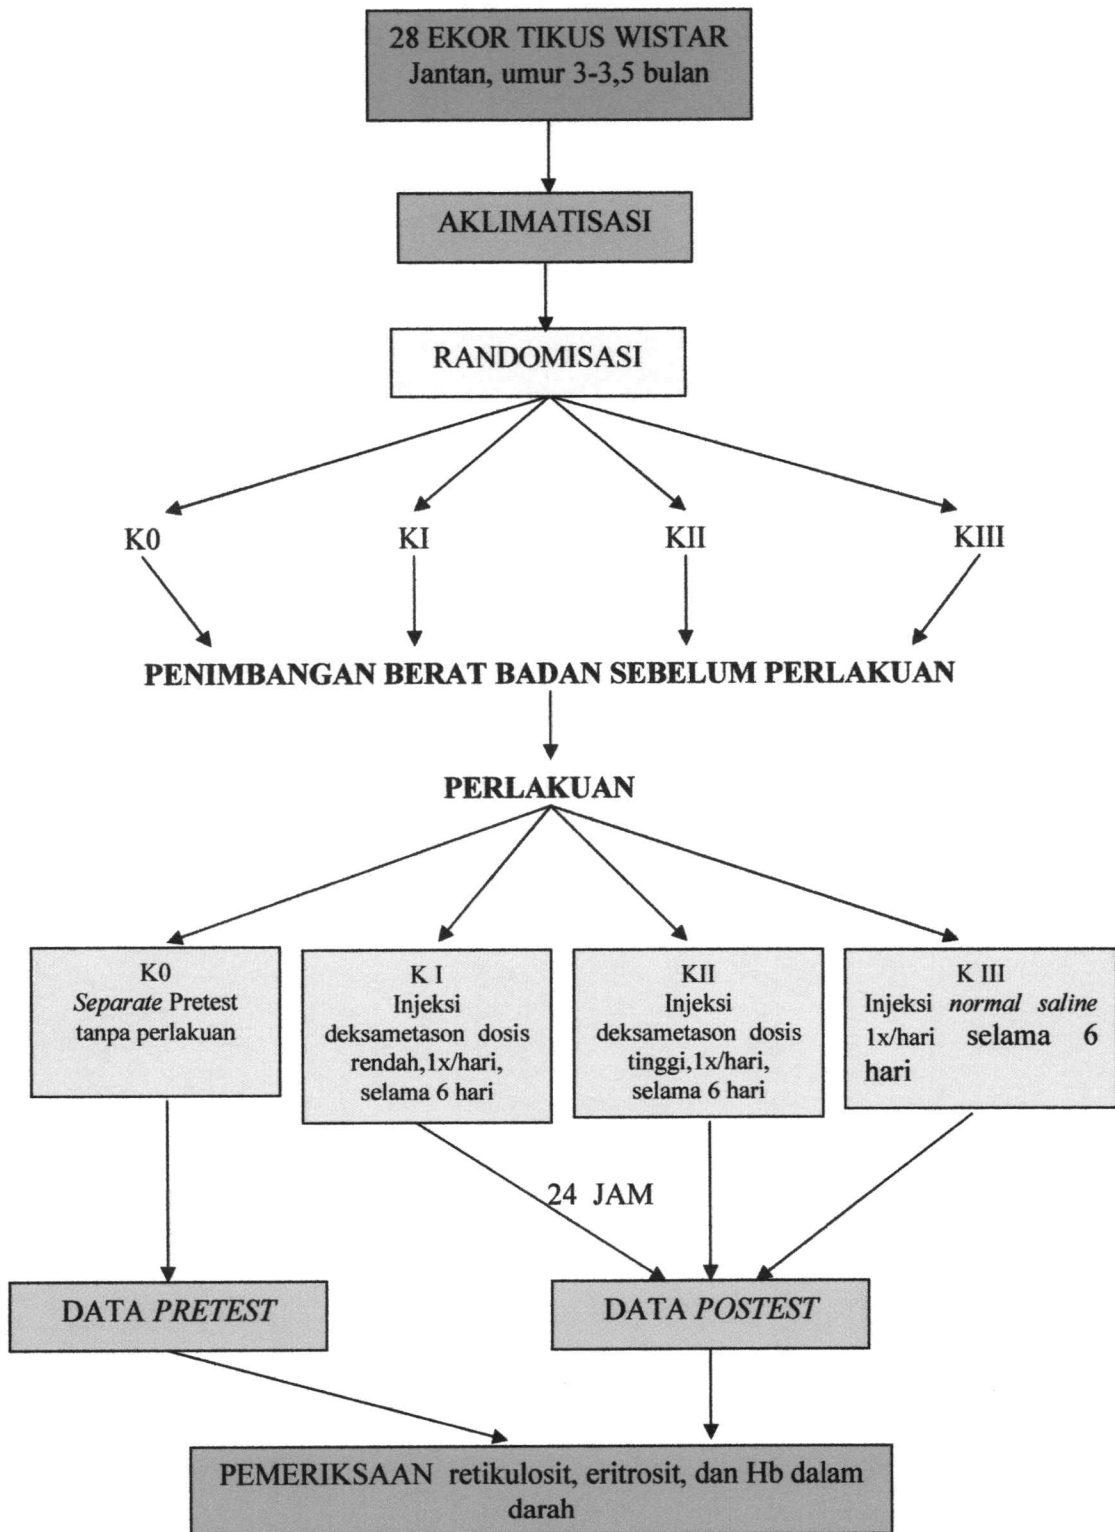 28 EKOR TIKUS WISTAR
Jantan, umur 3-3,5 bulan
AKLIMATISASI
RANDOMISASI
K0
KI
KII
KIII
PENIMBANGAN BERAT BADAN SEBELUM PERLAKUAN
PERLAKUAN
K0
Separate Pretest
tanpa perlakuan
K I
Injeksi
deksametason dosis
rendah,1x/hari,
selama 6 hari
KII
Injeksi
deksametason dosis
tinggi,1x/hari,
selama 6 hari
K III
Injeksi normal saline
1x/hari selama 6
hari
24 JAM
DATA PRETEST
DATA POSTEST
PEMERIKSAAN retikulosit, eritrosit, dan Hb dalam
darah